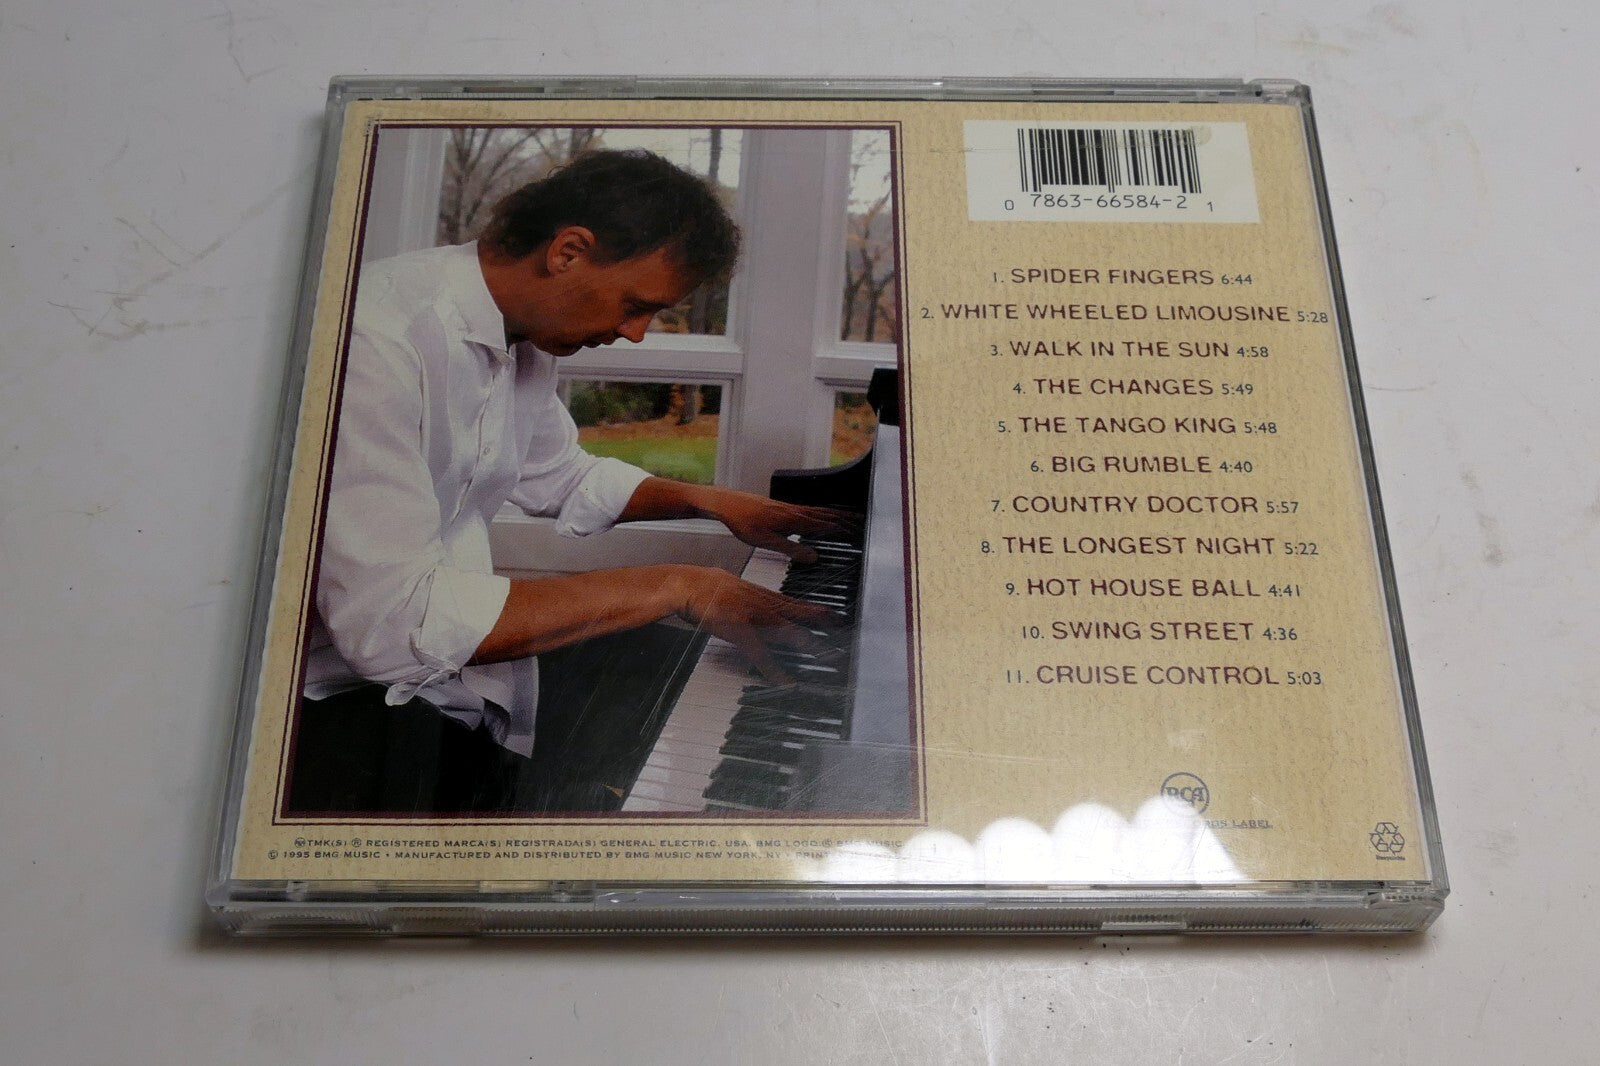 0 7863-66584-2 1
1. SPIDER FINGERS 6:44
2. WHITE WHEELED LIMOUSINE 5:28
3. WALK IN THE SUN 4:58
4. THE CHANGES 5:49
5. THE TANGO KING 5:48
6. BIG RUMBLE 4:40
7. COUNTRY DOCTOR 5:57
8. THE LONGEST NIGHT 5:22
9. HOT HOUSE BALL 4:41
10. SWING STREET 4:36
11. CRUISE CONTROL 5:03
RCA
LABEL
TMK(S) ® REGISTERED MARCA(S) REGISTRADA(S) GENERAL ELECTRIC, USA. BMG LOGO ® BMG MUSIC
© 1995 BMG MUSIC • MANUFACTURED AND DISTRIBUTED BY BMG MUSIC NEW YORK, NY •
Recyclable